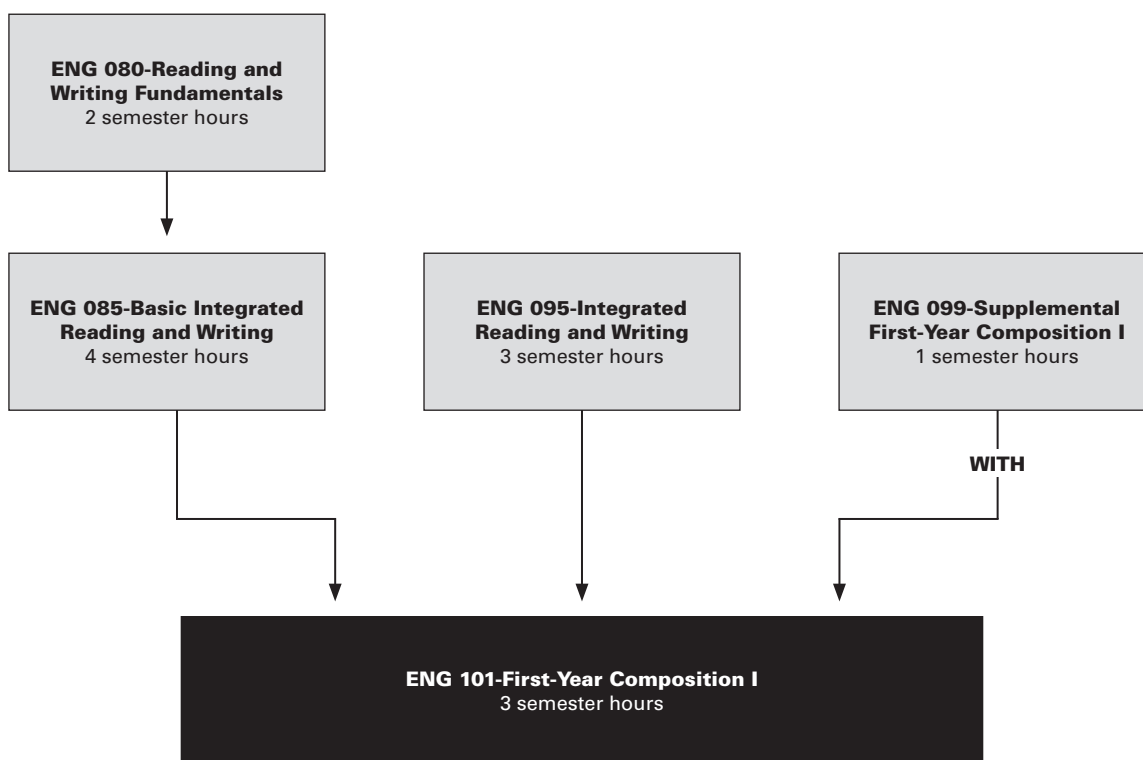 ENG 080-Reading and
Writing Fundamentals
2 semester hours
ENG 085-Basic Integrated
Reading and Writing
4 semester hours
ENG 095-Integrated
Reading and Writing
3 semester hours
ENG 099-Supplemental
First-Year Composition I
1 semester hours
WITH
ENG 101-First-Year Composition I
3 semester hours